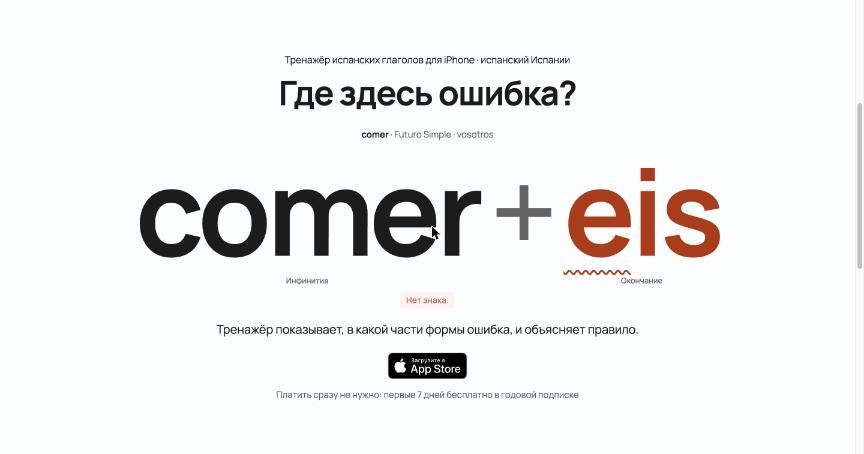 Тренажёр испанских глаголов для iPhone · испанский Испании
Где здесь ошибка?
comer · Futuro Simple · vosotros
comer + eis
Инфинитив Окончание
Нет знака.
Тренажёр показывает, в какой части формы ошибка, и объясняет правило.
Загрузите в
App Store
Платить сразу не нужно: первые 7 дней бесплатно в годовой подписке